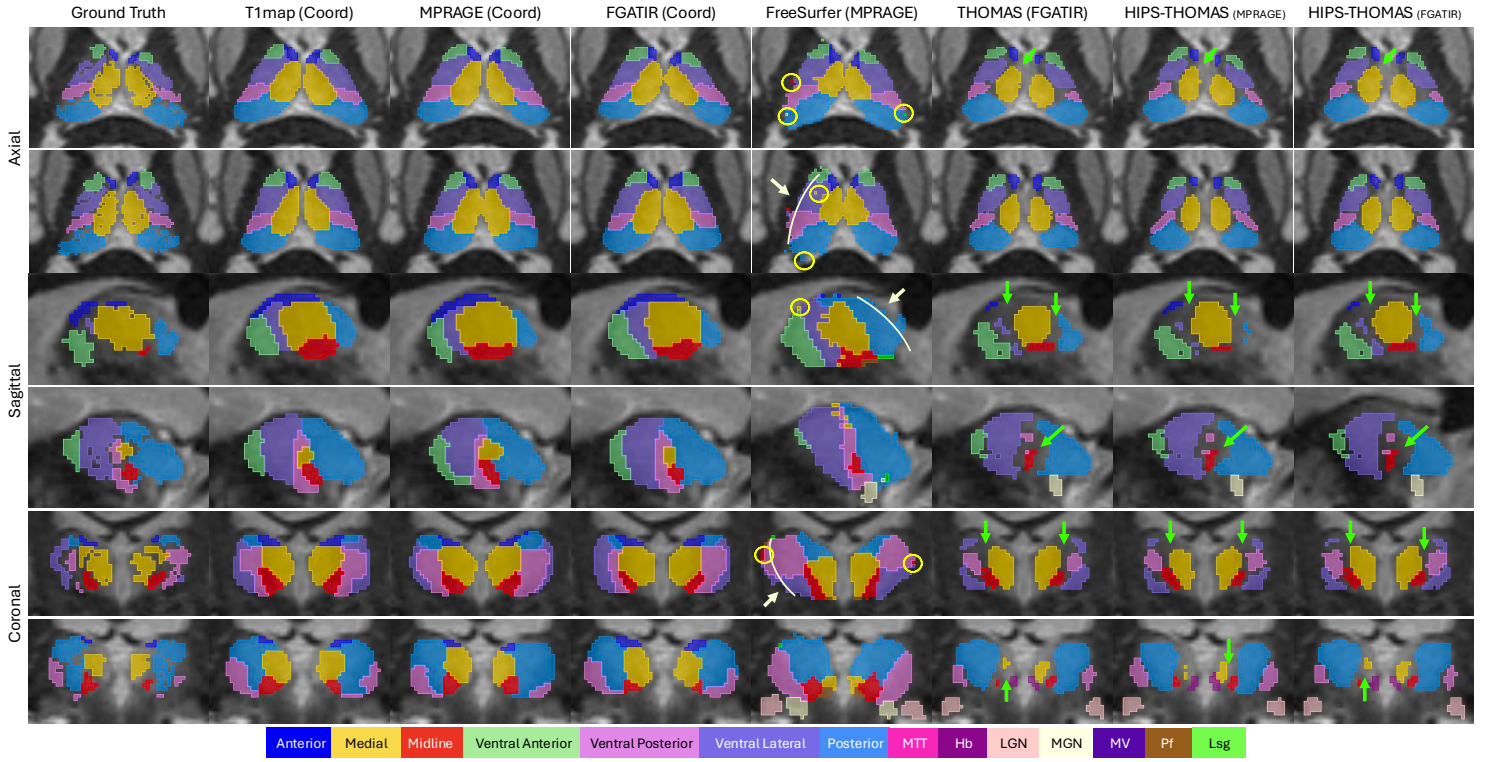 Ground Truth T1map (Coord) MPRAGE (Coord) FGATIR (Coord) FreeSurfer (MPRAGE) THOMAS (FGATIR) HIPS-THOMAS (MPRAGE) HIPS-THOMAS (FGATIR)
Axial
Sagittal
Coronal
Anterior Medial Midline Ventral Anterior Ventral Posterior Ventral Lateral Posterior MTT Hb LGN MGN MV Pf Lsg